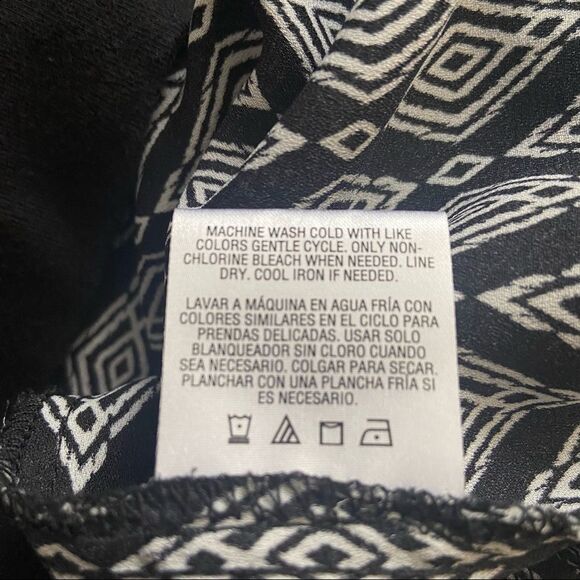 MACHINE WASH COLD WITH LIKE
COLORS GENTLE CYCLE. ONLY NON-
CHLORINE BLEACH WHEN NEEDED. LINE
DRY. COOL IRON IF NEEDED.
LAVAR A MÁQUINA EN AGUA FRÍA CON
COLORES SIMILARES EN EL CICLO PARA
PRENDAS DELICADAS. USAR SOLO
BLANQUEADOR SIN CLORO CUANDO
SEA NECESARIO. COLGAR PARA SECAR.
PLANCHAR CON UNA PLANCHA FRÍA SI
ES NECESARIO.